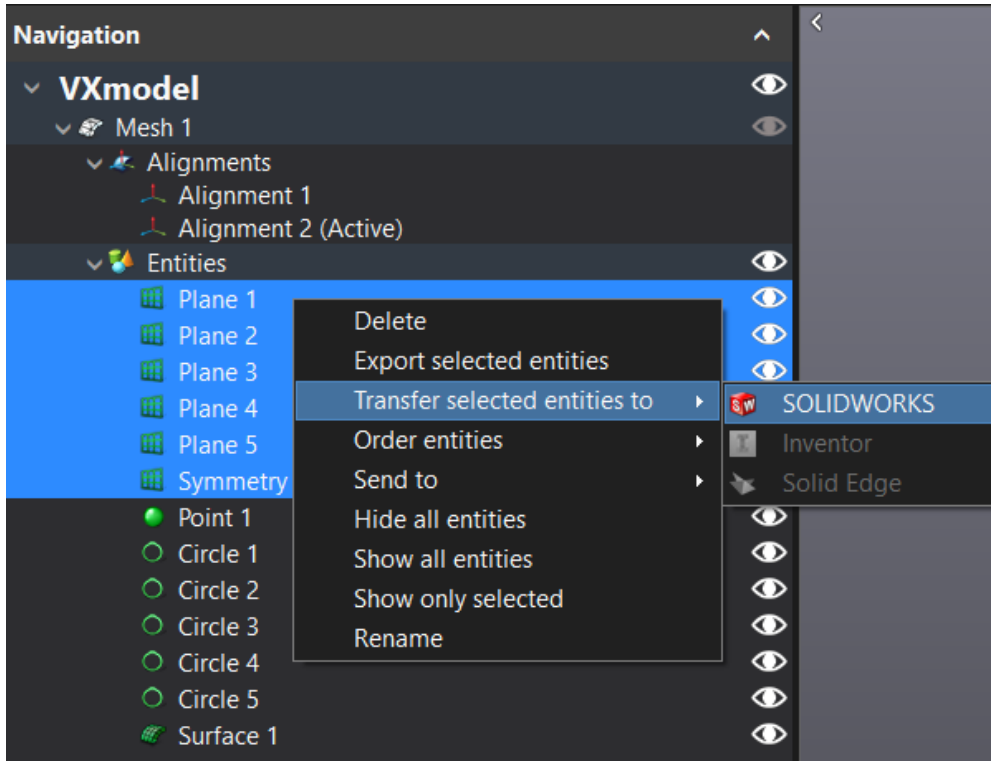 Navigation
VXmodel
Mesh 1
Alignments
Alignment 1
Alignment 2 (Active)
Entities
Plane 1
Plane 2
Plane 3
Plane 4
Plane 5
Symmetry
Point 1
Circle 1
Circle 2
Circle 3
Circle 4
Circle 5
Surface 1
Delete
Export selected entities
Transfer selected entities to
Order entities
Send to
Hide all entities
Show all entities
Show only selected
Rename
SW SOLIDWORKS
I Inventor
Solid Edge